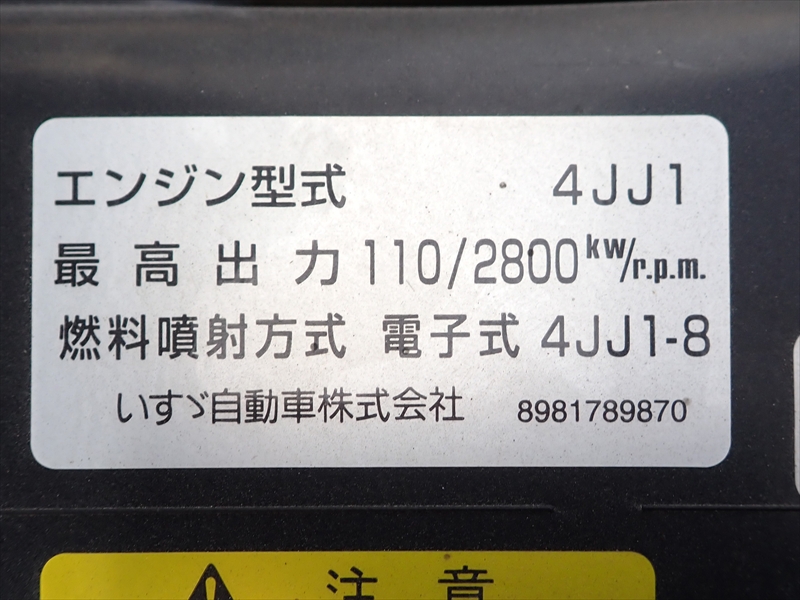 エンジン型式 4JJ1
最高出力 110/2800 kW/r.p.m.
燃料噴射方式 電子式 4JJ1-8
いすゞ自動車株式会社 8981789870
注意